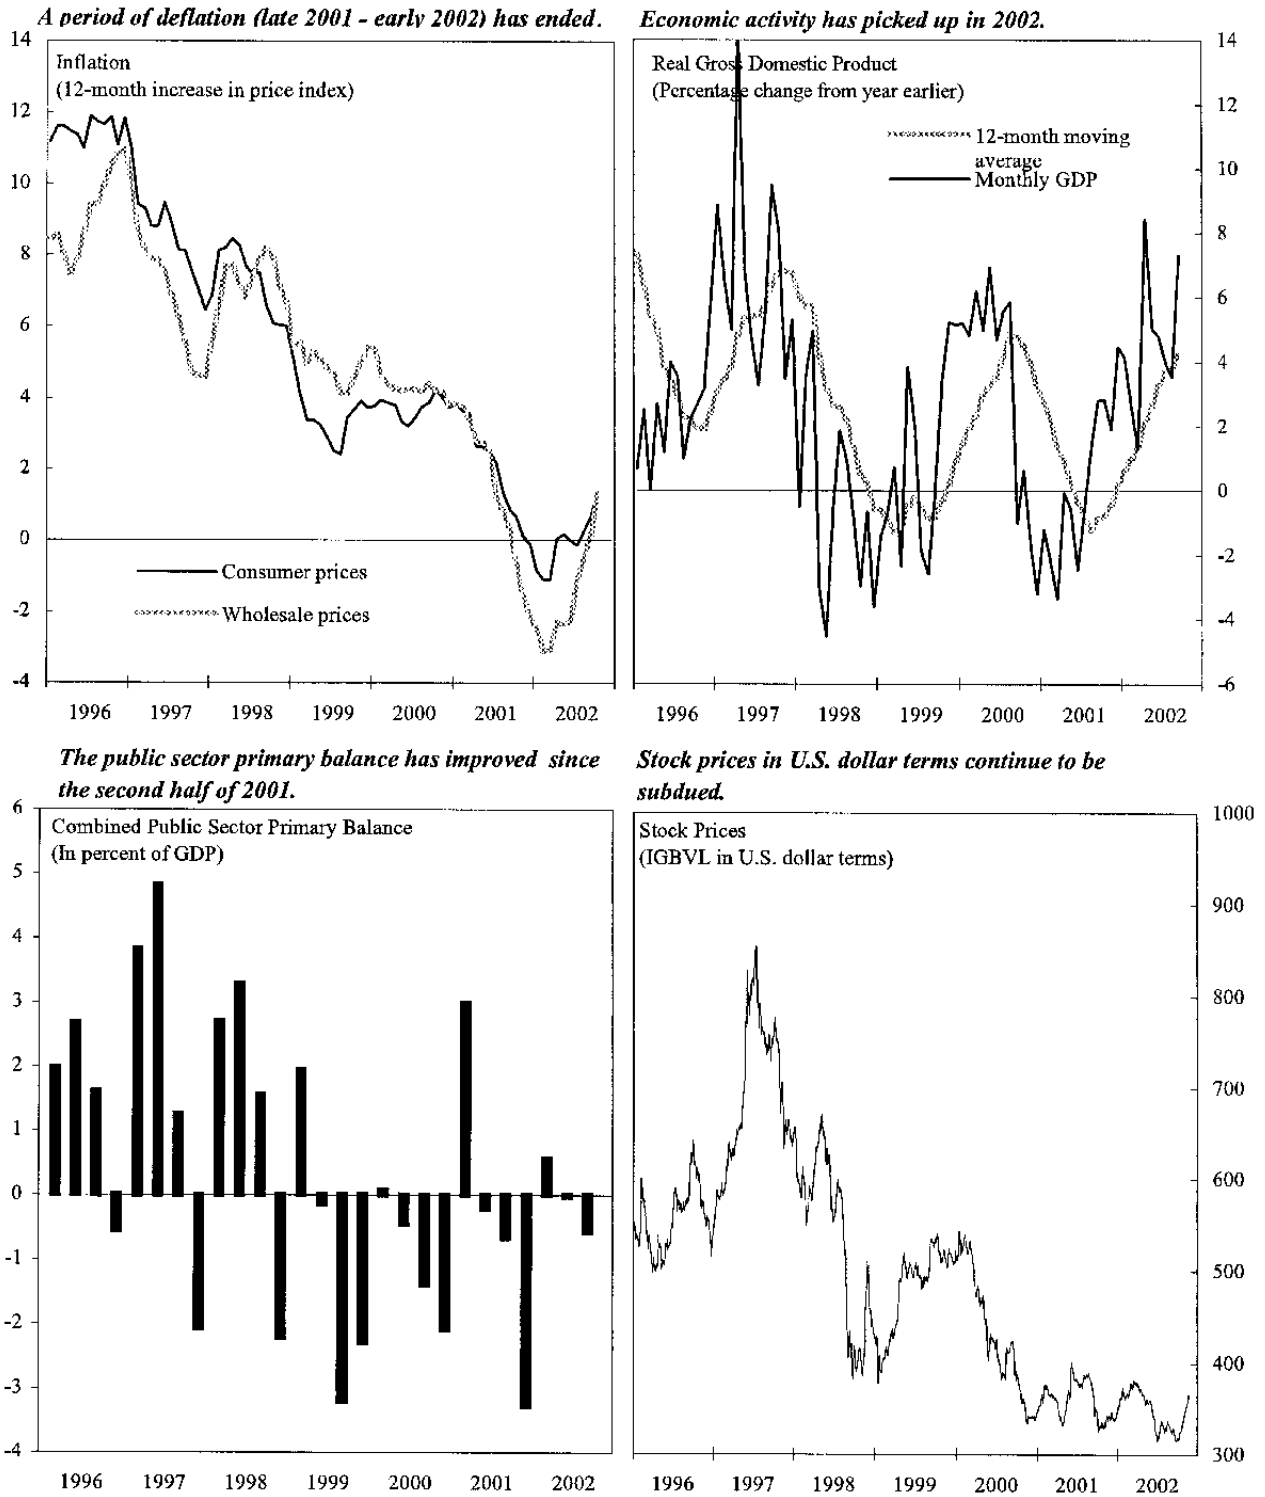 A period of deflation (late 2001 - early 2002) has ended.
14
Inflation
(12-month increase in price index)
12
10
8
6
4
2
0
-2
-4
Consumer prices
Wholesale prices
1996 1997 1998 1999 2000 2001 2002
Economic activity has picked up in 2002.
Real Gross Domestic Product
(Percentage change from year earlier)
12-month moving
average
Monthly GDP
14
12
10
8
6
4
2
0
-2
-4
-6
1996 1997 1998 1999 2000 2001 2002
The public sector primary balance has improved since
the second half of 2001.
6
Combined Public Sector Primary Balance
(In percent of GDP)
5
4
3
2
1
0
-1
-2
-3
-4
1996 1997 1998 1999 2000 2001 2002
Stock prices in U.S. dollar terms continue to be
subdued.
Stock Prices
(IGBVL in U.S. dollar terms)
1000
900
800
700
600
500
400
300
1996 1997 1998 1999 2000 2001 2002